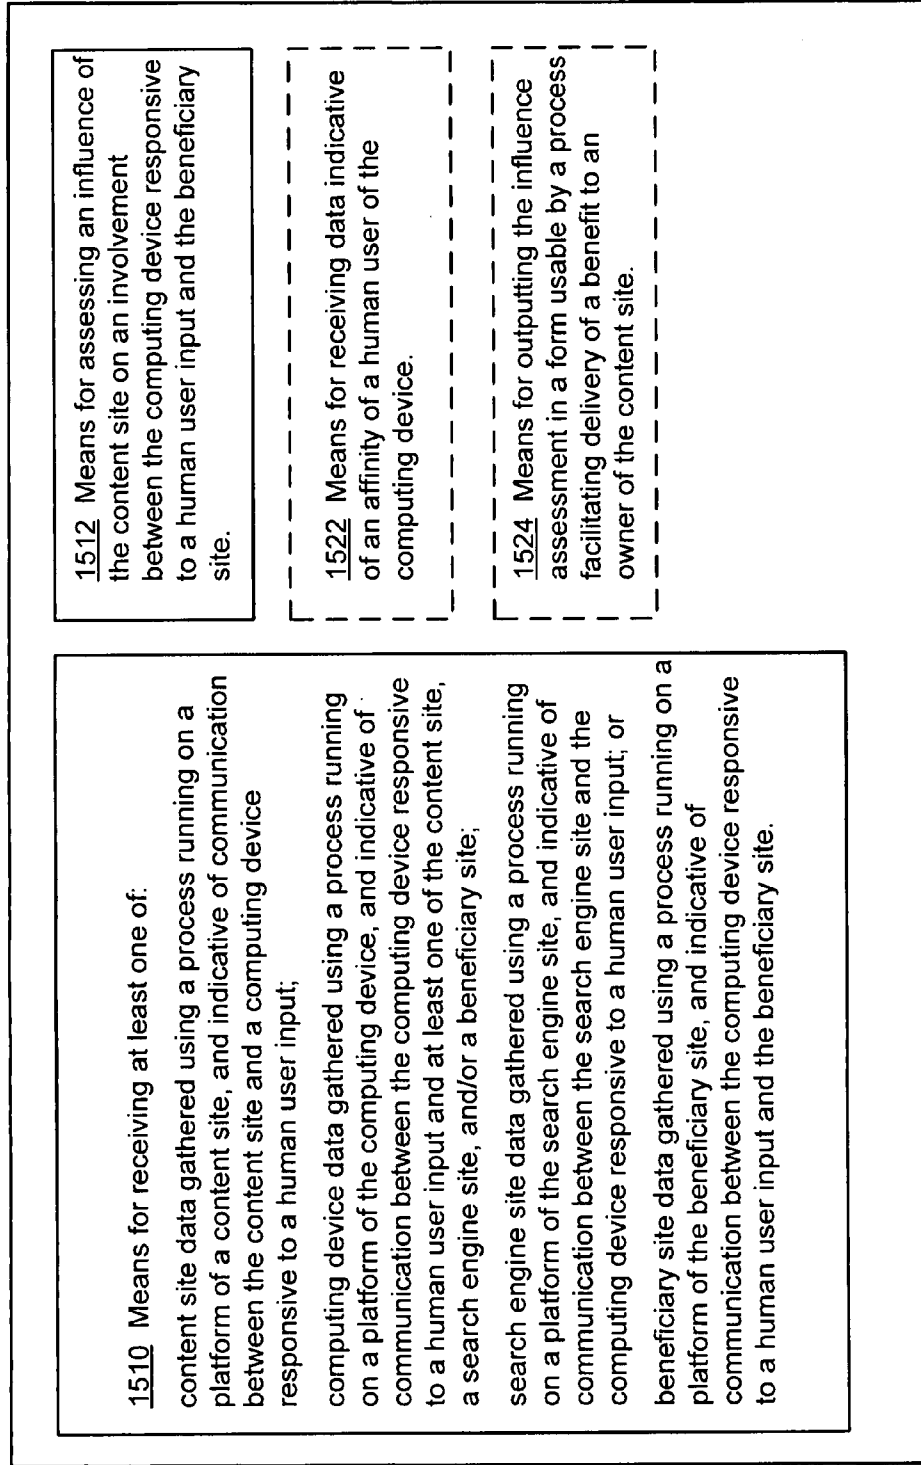 1510 Means for receiving at least one of:
content site data gathered using a process running on a
platform of a content site, and indicative of communication
between the content site and a computing device
responsive to a human user input;
computing device data gathered using a process running
on a platform of the computing device, and indicative of
communication between the computing device responsive
to a human user input and at least one of the content site,
a search engine site, and/or a beneficiary site;
search engine site data gathered using a process running
on a platform of the search engine site, and indicative of
communication between the search engine site and the
computing device responsive to a human user input; or
beneficiary site data gathered using a process running on a
platform of the beneficiary site, and indicative of
communication between the computing device responsive
to a human user input and the beneficiary site.
1512 Means for assessing an influence of
the content site on an involvement
between the computing device responsive
to a human user input and the beneficiary
site.
1522 Means for receiving data indicative
of an affinity of a human user of the
computing device.
1524 Means for outputting the influence
assessment in a form usable by a process
facilitating delivery of a benefit to an
owner of the content site.